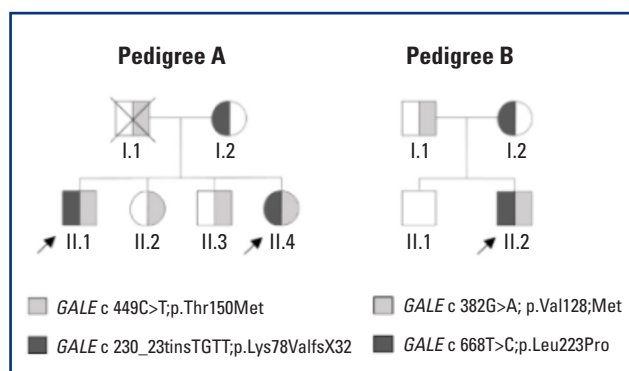 Pedigree A
Pedigree B
I.1
I.2
I.1
I.2
II.1
II.2
II.3
II.4
II.1
II.2
GALE c 449C>T;p.Thr150Met
GALE c 382G>A; p.Val128;Met
GALE c 230_23tinsTGTT;p.Lys78ValfsX32
GALE c 668T>C;p.Leu223Pro